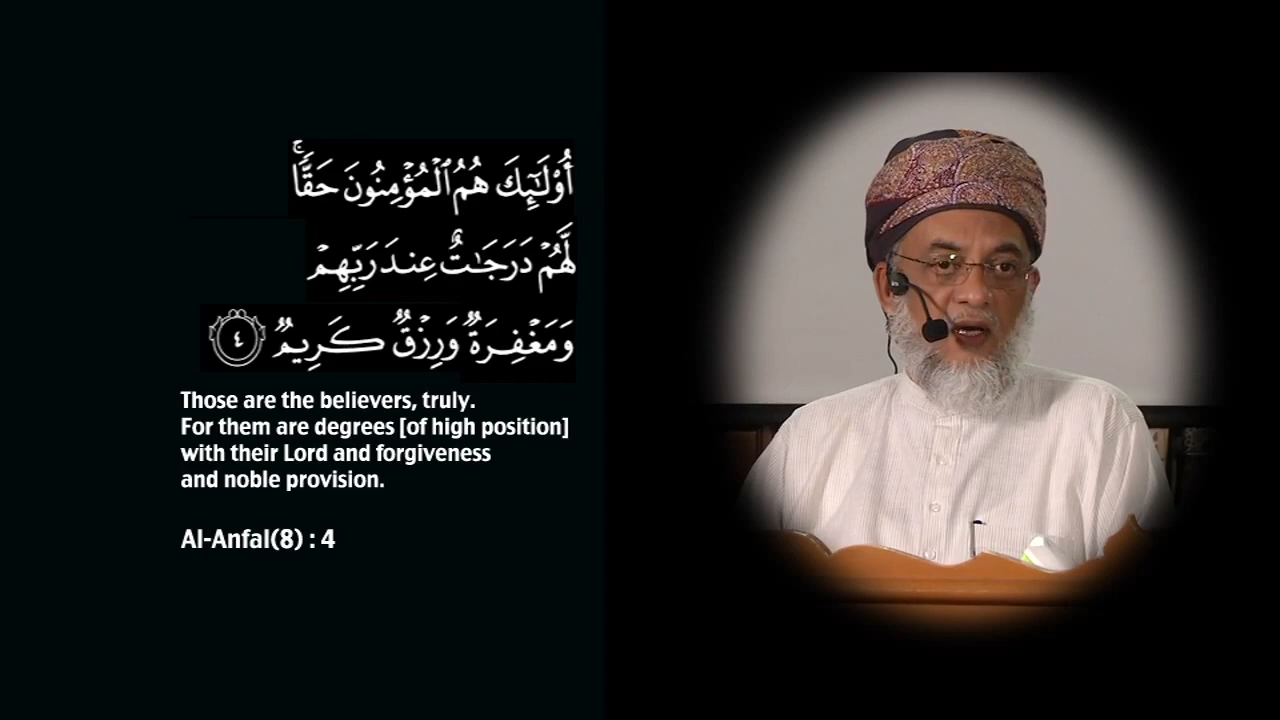 أُوْلَـٰٓئِكَ هُمُ ٱلْمُؤْمِنُونَ حَقًّاۚ
لَّهُمْ دَرَجَـٰتٌ عِندَ رَبِّهِمْ
وَمَغْفِرَةٌ وَرِزْقٌ كَرِيمٌ ٤
Those are the believers, truly.
For them are degrees [of high position]
with their Lord and forgiveness
and noble provision.
Al-Anfal(8) : 4